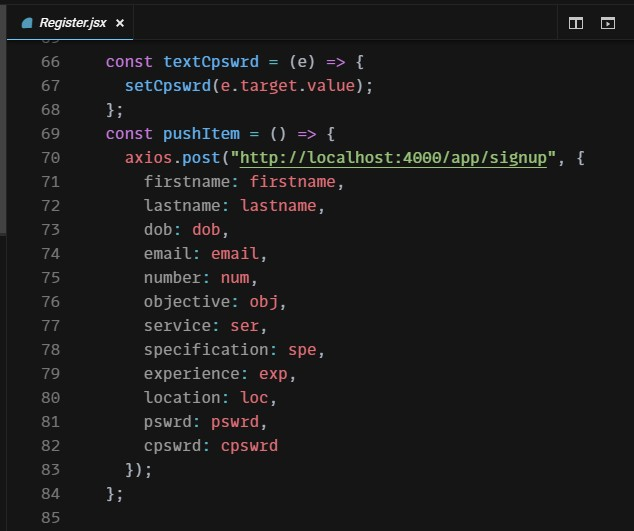 Register.jsx ×
66 const textCpswrd = (e) => {
67 setCpswrd(e.target.value);
68 };
69 const pushItem = () => {
70 axios.post("http://localhost:4000/app/signup", {
71 firstname: firstname,
72 lastname: lastname,
73 dob: dob,
74 email: email,
75 number: num,
76 objective: obj,
77 service: ser,
78 specification: spe,
79 experience: exp,
80 location: loc,
81 pswrd: pswrd,
82 cpswrd: cpswrd
83 });
84 };
85